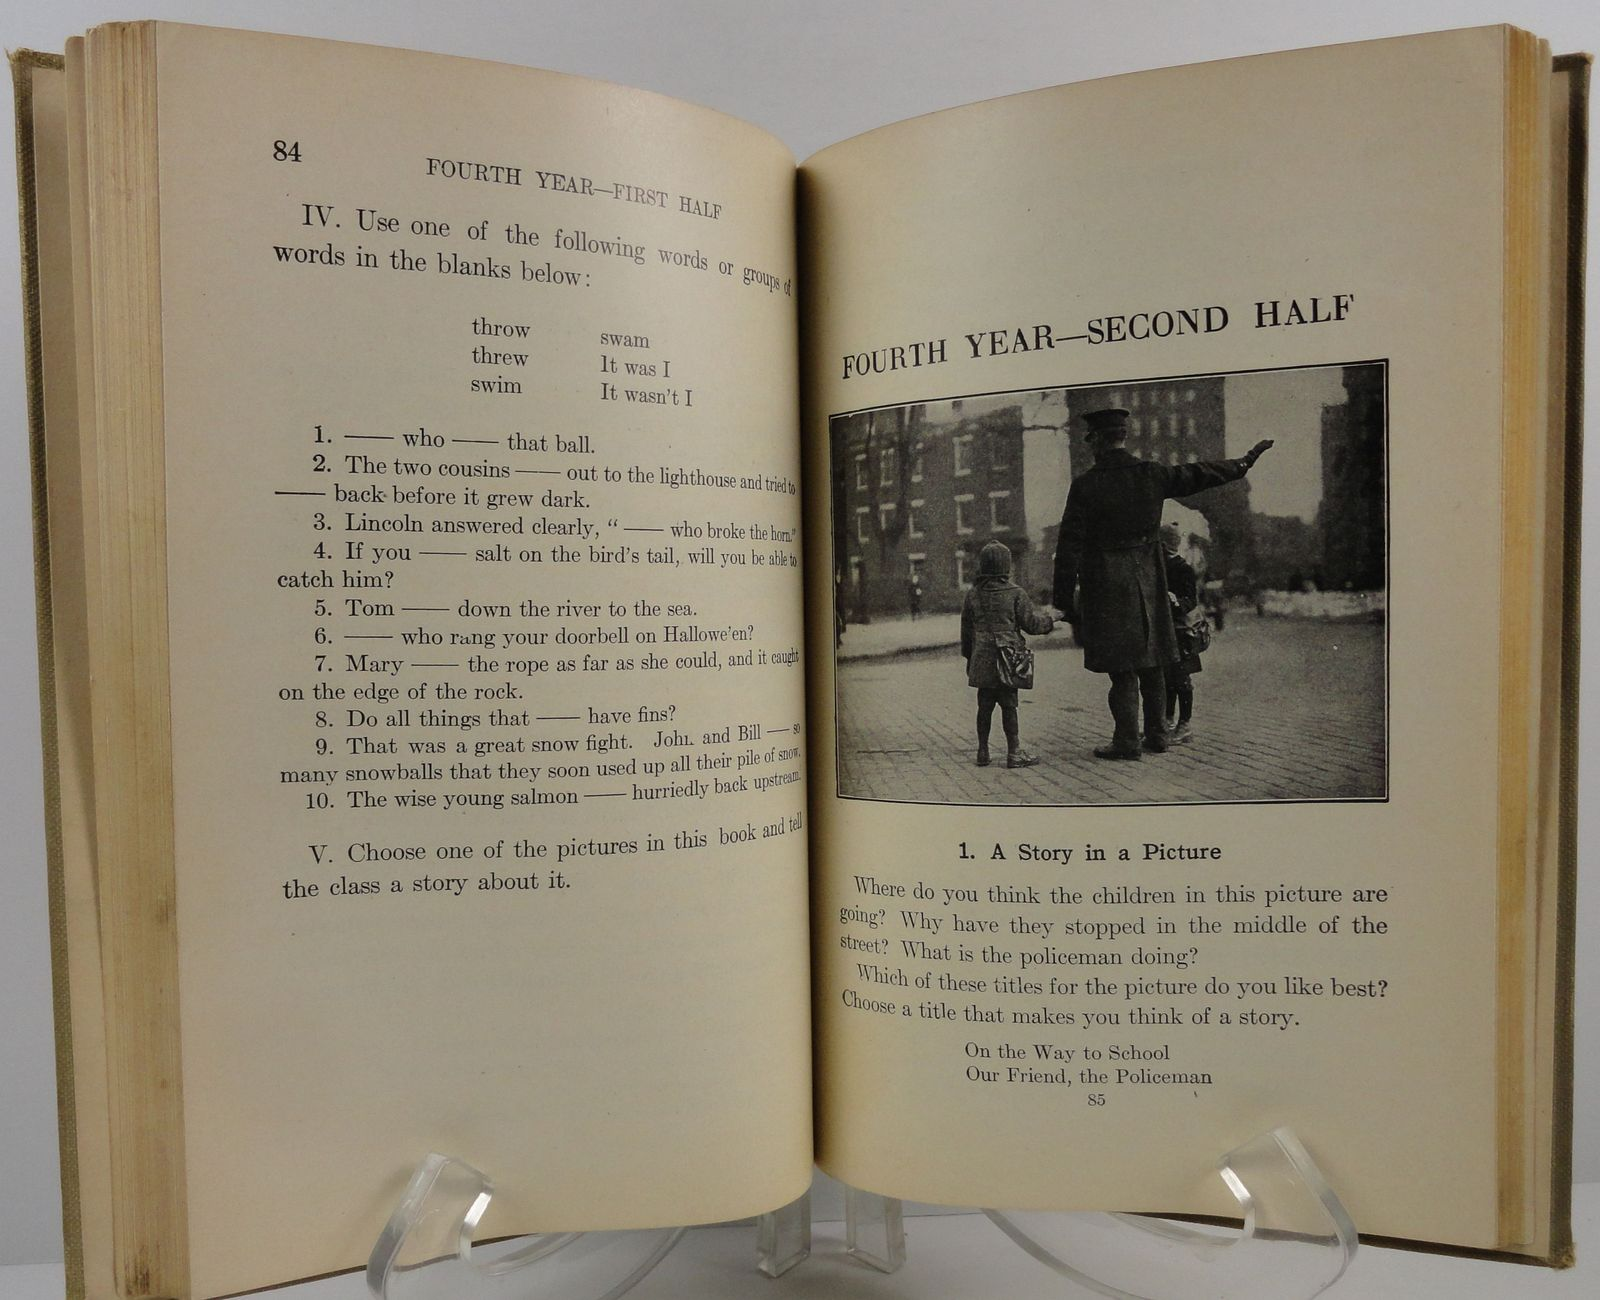 84
FOURTH YEAR—FIRST HALF
IV. Use one of the following words or groups of
words in the blanks below:
throw swam
threw It was I
swim It wasn't I
1. —— who —— that ball.
2. The two cousins —— out to the lighthouse and tried to
—— back before it grew dark.
3. Lincoln answered clearly, “ —— who broke the horn.”
4. If you —— salt on the bird's tail, will you be able to
catch him?
5. Tom —— down the river to the sea.
6. —— who rang your doorbell on Hallowe'en?
7. Mary —— the rope as far as she could, and it caught
on the edge of the rock.
8. Do all things that —— have fins?
9. That was a great snow fight. John and Bill —— so
many snowballs that they soon used up all their pile of snow.
10. The wise young salmon —— hurriedly back upstream.
V. Choose one of the pictures in this book and tell
the class a story about it.
FOURTH YEAR—SECOND HALF
1. A Story in a Picture
Where do you think the children in this picture are
going? Why have they stopped in the middle of the
street? What is the policeman doing?
Which of these titles for the picture do you like best?
Choose a title that makes you think of a story.
On the Way to School
Our Friend, the Policeman
85